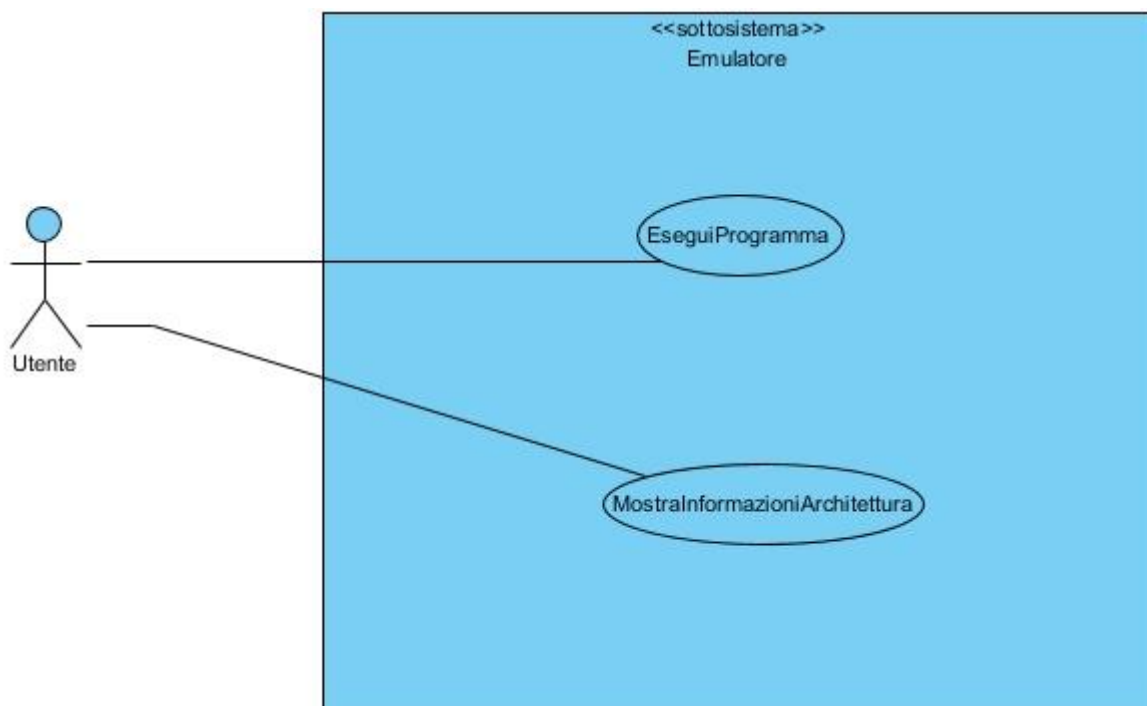 <<sottosistema>>
Emulatore
EseguiProgramma
Utente
MostraInformazioniArchitettura